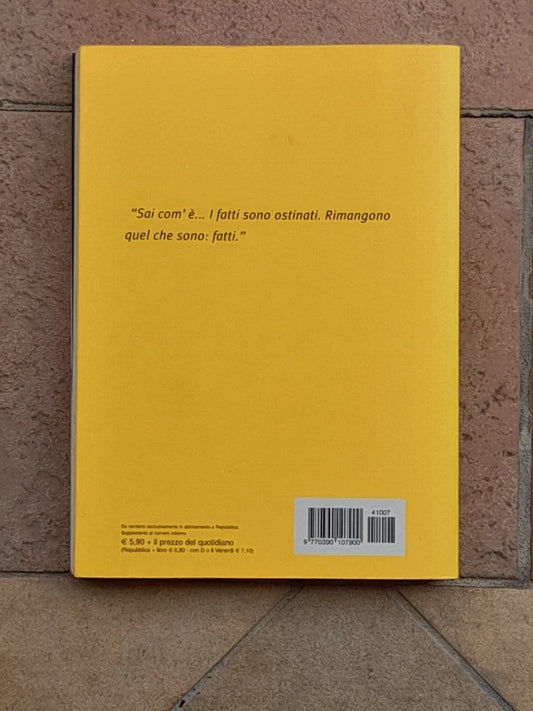 “Sai com’ è... I fatti sono ostinati. Rimangono
quel che sono: fatti.”
Da vendersi esclusivamente in abbinamento a Repubblica.
Supplemento al numero odierno
€ 5,90 + il prezzo del quotidiano
(Repubblica + libro € 6,80 - con D o Il Venerdì € 7,10)
41007
9 770390 107900